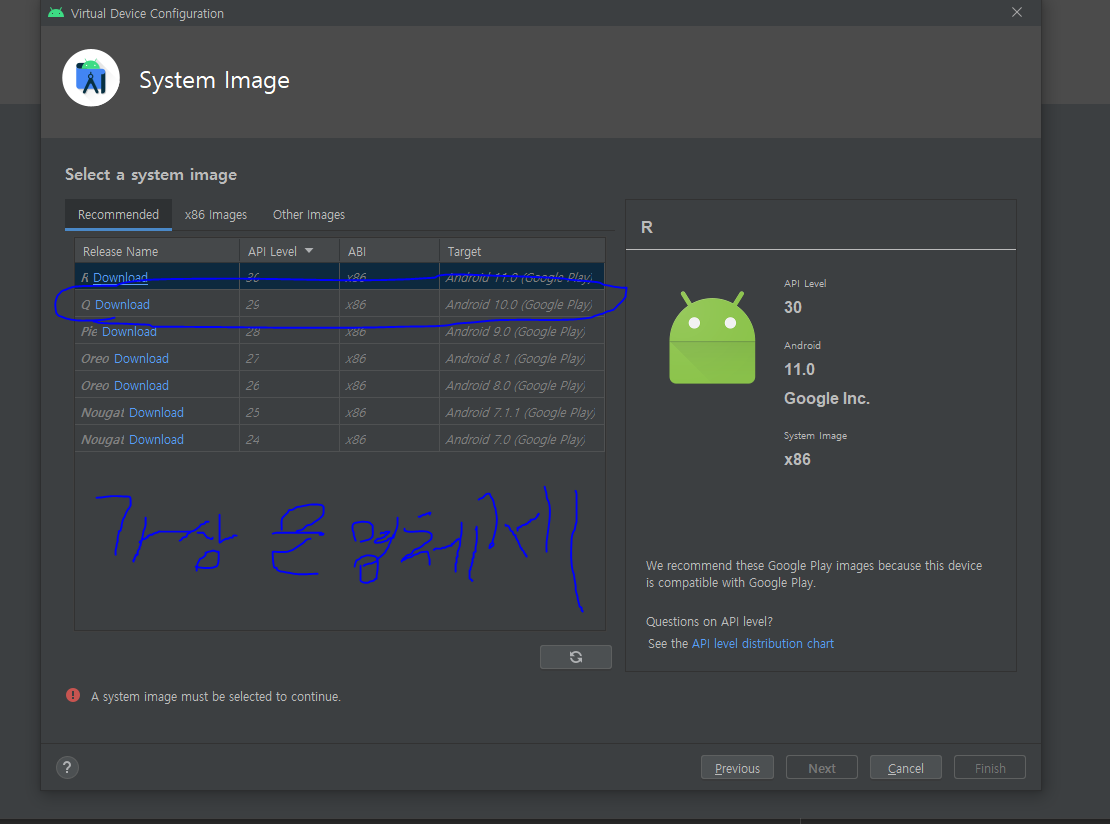 Virtual Device Configuration
System Image
Select a system image
Recommended x86 Images Other Images
Release Name API Level ABI Target
R Download 30 x86 Android 11.0 (Google Play)
Q Download 29 x86 Android 10.0 (Google Play)
Pie Download 28 x86 Android 9.0 (Google Play)
Oreo Download 27 x86 Android 8.1 (Google Play)
Oreo Download 26 x86 Android 8.0 (Google Play)
Nougat Download 25 x86 Android 7.1.1 (Google Play)
Nougat Download 24 x86 Android 7.0 (Google Play)
가상
R
API Level
30
Android
11.0
Google Inc.
System Image
x86
We recommend these Google Play images because this device
is compatible with Google Play.
Questions on API level?
See the API level distribution chart
A system image must be selected to continue.
? Previous Next Cancel Finish